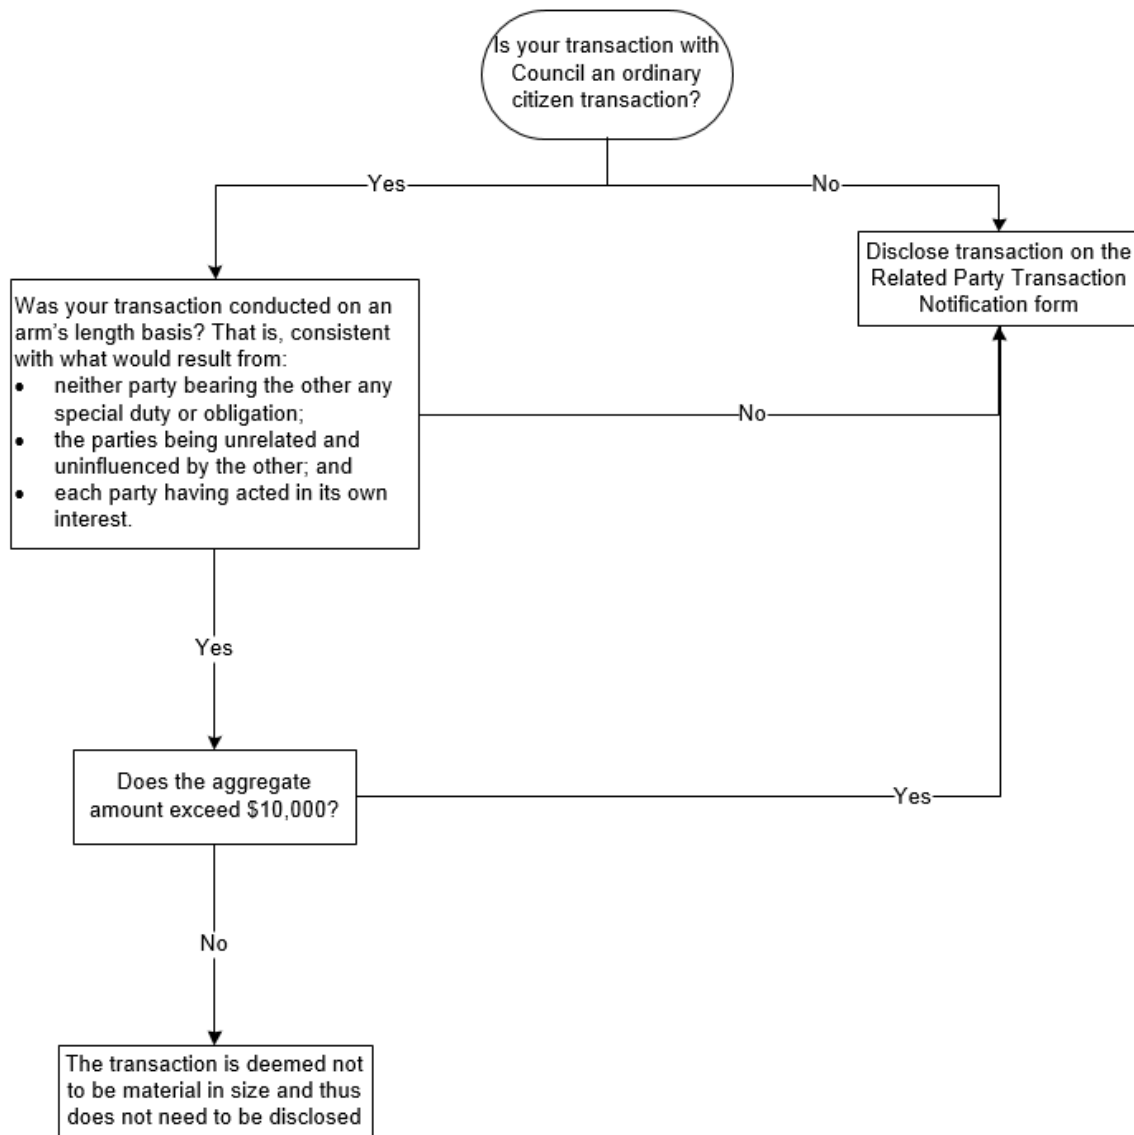 Is your transaction with
Council an ordinary
citizen transaction?
Yes
No
Disclose transaction on the
Related Party Transaction
Notification form
Was your transaction conducted on an
arm's length basis? That is, consistent
with what would result from:
• neither party bearing the other any
special duty or obligation;
• the parties being unrelated and
uninfluenced by the other; and
• each party having acted in its own
interest.
No
Yes
Does the aggregate
amount exceed $10,000?
Yes
No
The transaction is deemed not
to be material in size and thus
does not need to be disclosed